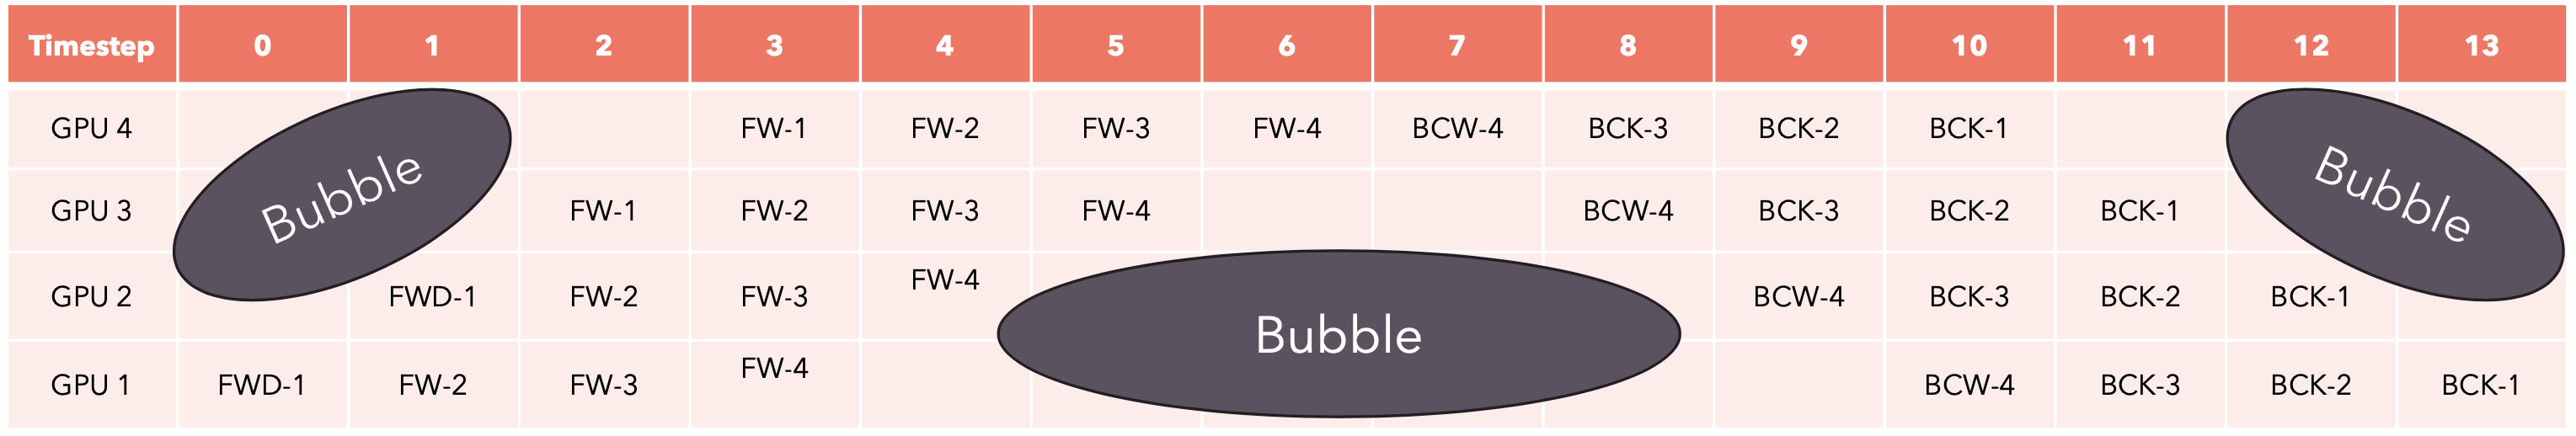 Timestep 0 1 2 3 4 5 6 7 8 9 10 11 12 13
GPU 4 FW-1 FW-2 FW-3 FW-4 BCW-4 BCK-3 BCK-2 BCK-1
Bubble Bubble
GPU 3 FW-1 FW-2 FW-3 FW-4 BCW-4 BCK-3 BCK-2 BCK-1
GPU 2 FWD-1 FW-2 FW-3 FW-4 BCW-4 BCK-3 BCK-2 BCK-1
Bubble
GPU 1 FWD-1 FW-2 FW-3 FW-4 BCW-4 BCK-3 BCK-2 BCK-1